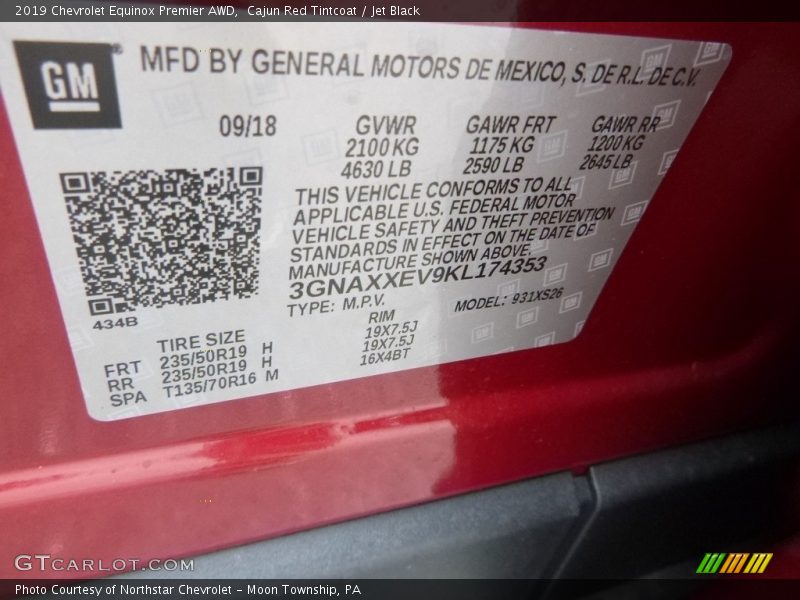 2019 Chevrolet Equinox Premier AWD, Cajun Red Tintcoat / Jet Black
GM®
MFD BY GENERAL MOTORS DE MEXICO, S. DE R.L. DE C.V.
09/18 GVWR GAWR FRT GAWR RR
2100 KG 1175 KG 1200 KG
4630 LB 2590 LB 2645 LB
THIS VEHICLE CONFORMS TO ALL
APPLICABLE U.S. FEDERAL MOTOR
VEHICLE SAFETY AND THEFT PREVENTION
STANDARDS IN EFFECT ON THE DATE OF
MANUFACTURE SHOWN ABOVE.
3GNAXXEV9KL174353
TYPE: M.P.V. MODEL: 931XS26
434B
TIRE SIZE RIM
FRT 235/50R19 H 19X7.5J
RR 235/50R19 H 19X7.5J
SPA T135/70R16 M 16X4BT
GTCARLOT.COM
Photo Courtesy of Northstar Chevrolet - Moon Township, PA